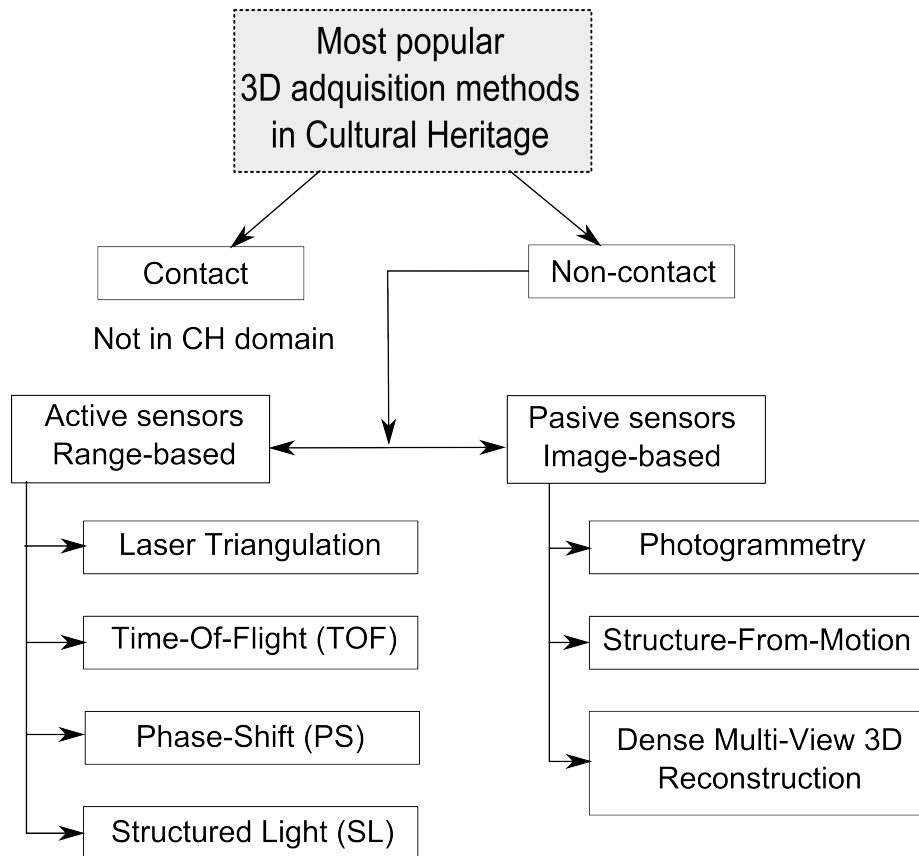 Most popular
3D adquisition methods
in Cultural Heritage
Contact
Non-contact
Not in CH domain
Active sensors
Range-based
Pasive sensors
Image-based
Laser Triangulation
Time-Of-Flight (TOF)
Phase-Shift (PS)
Structured Light (SL)
Photogrammetry
Structure-From-Motion
Dense Multi-View 3D
Reconstruction